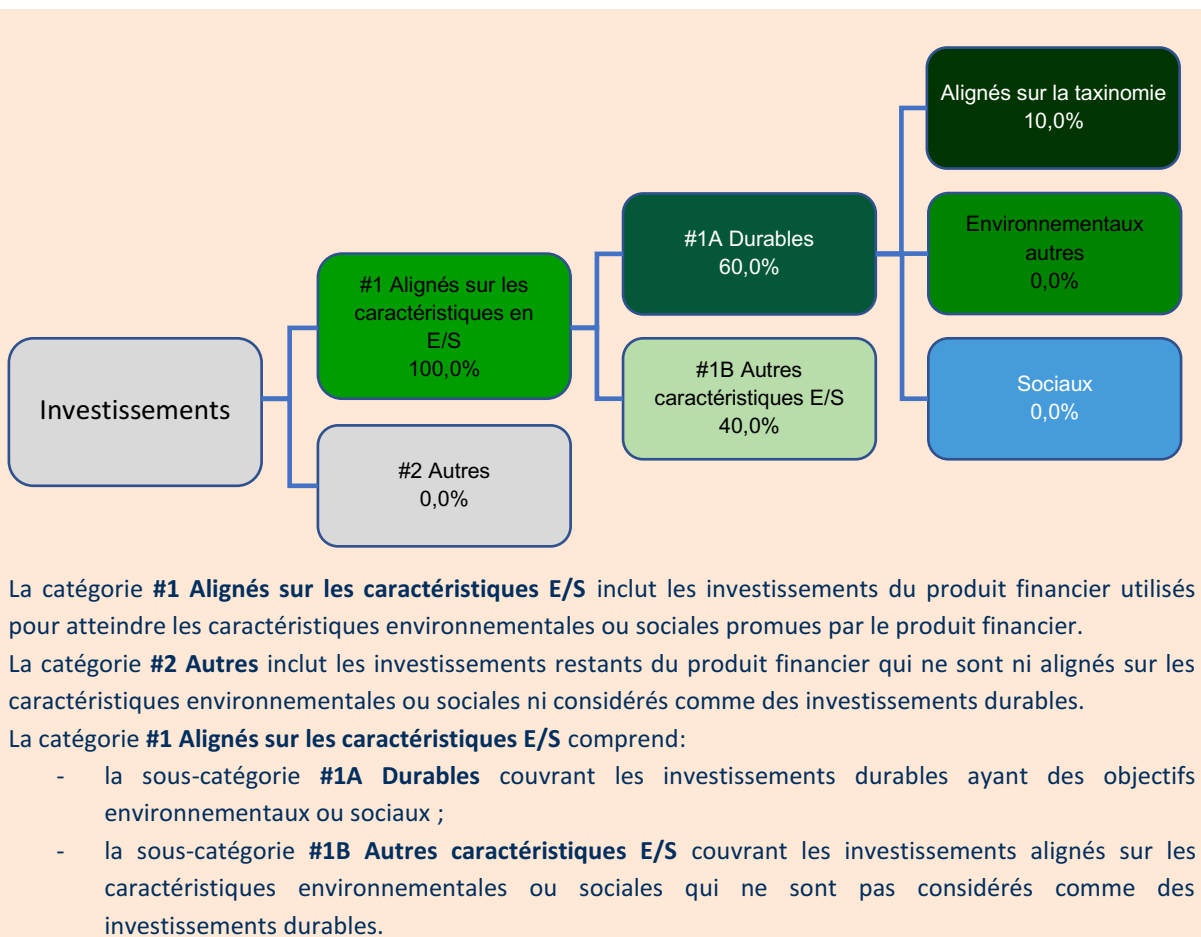 Alignés sur la taxinomie
10,0%
#1A Durables
60,0%
Environnementaux
autres
0,0%
#1 Alignés sur les
caractéristiques en
E/S
100,0%
Investissements
#1B Autres
caractéristiques E/S
40,0%
Sociaux
0,0%
#2 Autres
0,0%
La catégorie #1 Alignés sur les caractéristiques E/S inclut les investissements du produit financier utilisés
pour atteindre les caractéristiques environnementales ou sociales promues par le produit financier.
La catégorie #2 Autres inclut les investissements restants du produit financier qui ne sont ni alignés sur les
caractéristiques environnementales ou sociales ni considérés comme des investissements durables.
La catégorie #1 Alignés sur les caractéristiques E/S comprend:
- la sous-catégorie #1A Durables couvrant les investissements durables ayant des objectifs
environnementaux ou sociaux ;
- la sous-catégorie #1B Autres caractéristiques E/S couvrant les investissements alignés sur les
caractéristiques environnementales ou sociales qui ne sont pas considérés comme des
investissements durables.